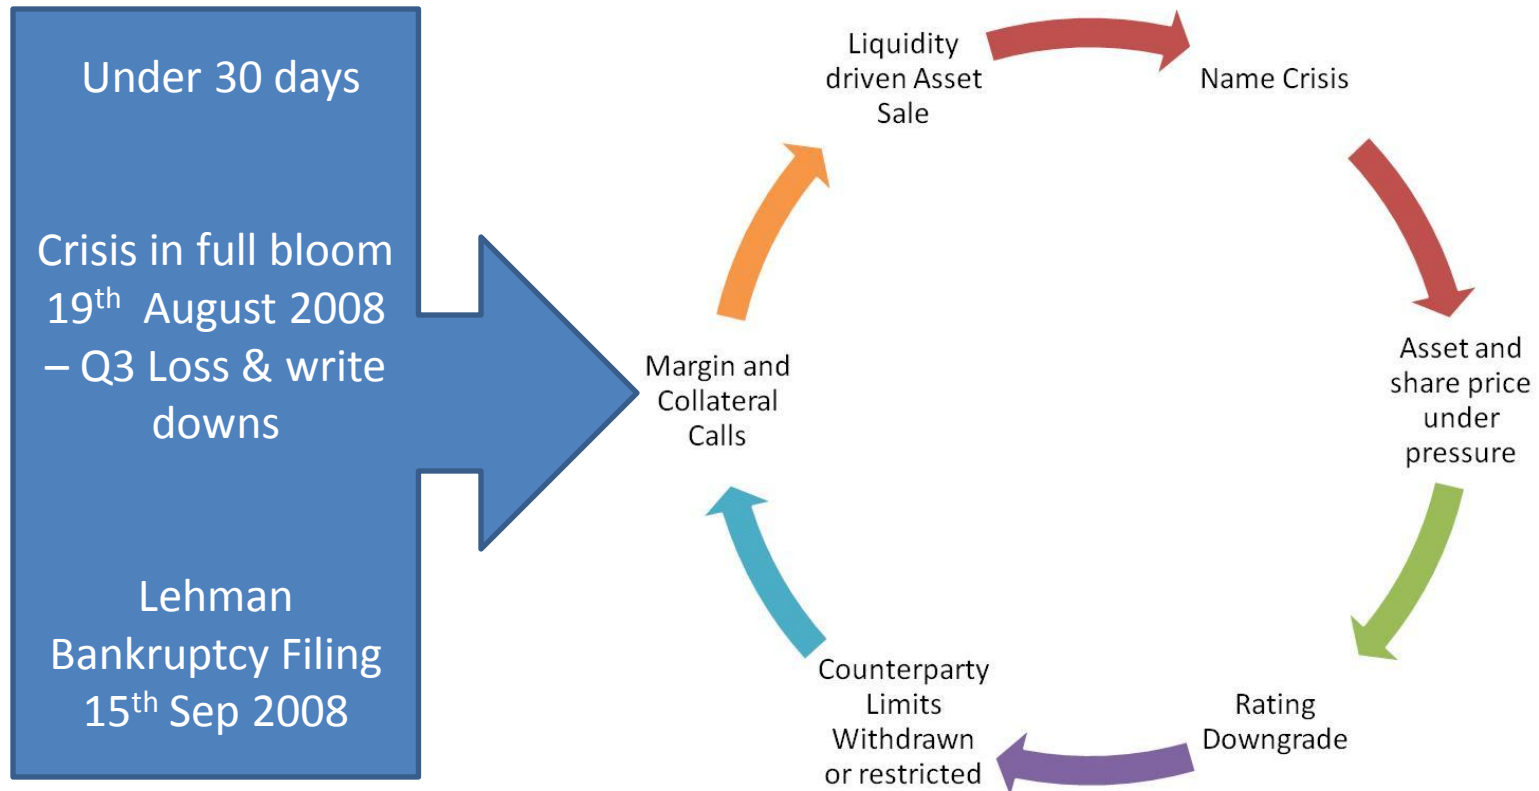 Under 30 days
Crisis in full bloom
19th August 2008
– Q3 Loss & write
downs
Lehman
Bankruptcy Filing
15th Sep 2008
Liquidity
driven Asset
Sale
Name Crisis
Asset and
share price
under
pressure
Rating
Downgrade
Counterparty
Limits
Withdrawn
or restricted
Margin and
Collateral
Calls